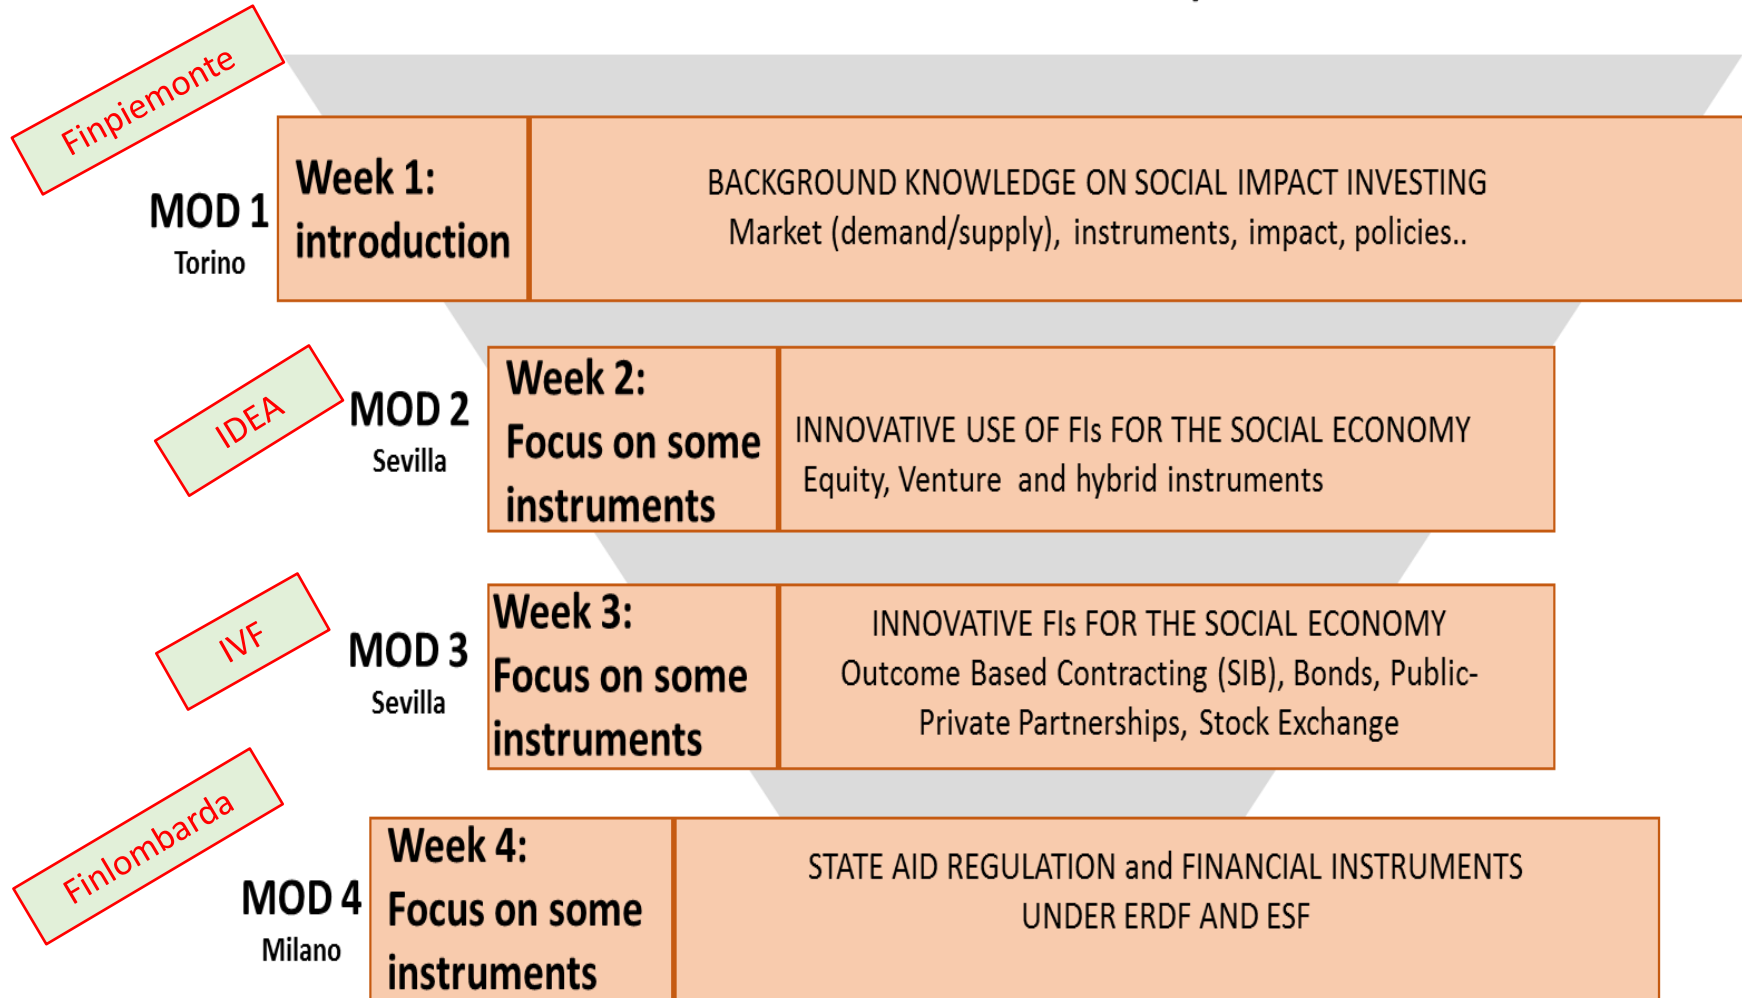 Finpiemonte
MOD 1
Torino
Week 1:
introduction
BACKGROUND KNOWLEDGE ON SOCIAL IMPACT INVESTING
Market (demand/supply), instruments, impact, policies..
IDEA
MOD 2
Sevilla
Week 2:
Focus on some
instruments
INNOVATIVE USE OF FIs FOR THE SOCIAL ECONOMY
Equity, Venture and hybrid instruments
IVF
MOD 3
Sevilla
Week 3:
Focus on some
instruments
INNOVATIVE FIs FOR THE SOCIAL ECONOMY
Outcome Based Contracting (SIB), Bonds, Public-
Private Partnerships, Stock Exchange
Finlombarda
MOD 4
Milano
Week 4:
Focus on some
instruments
STATE AID REGULATION and FINANCIAL INSTRUMENTS
UNDER ERDF AND ESF